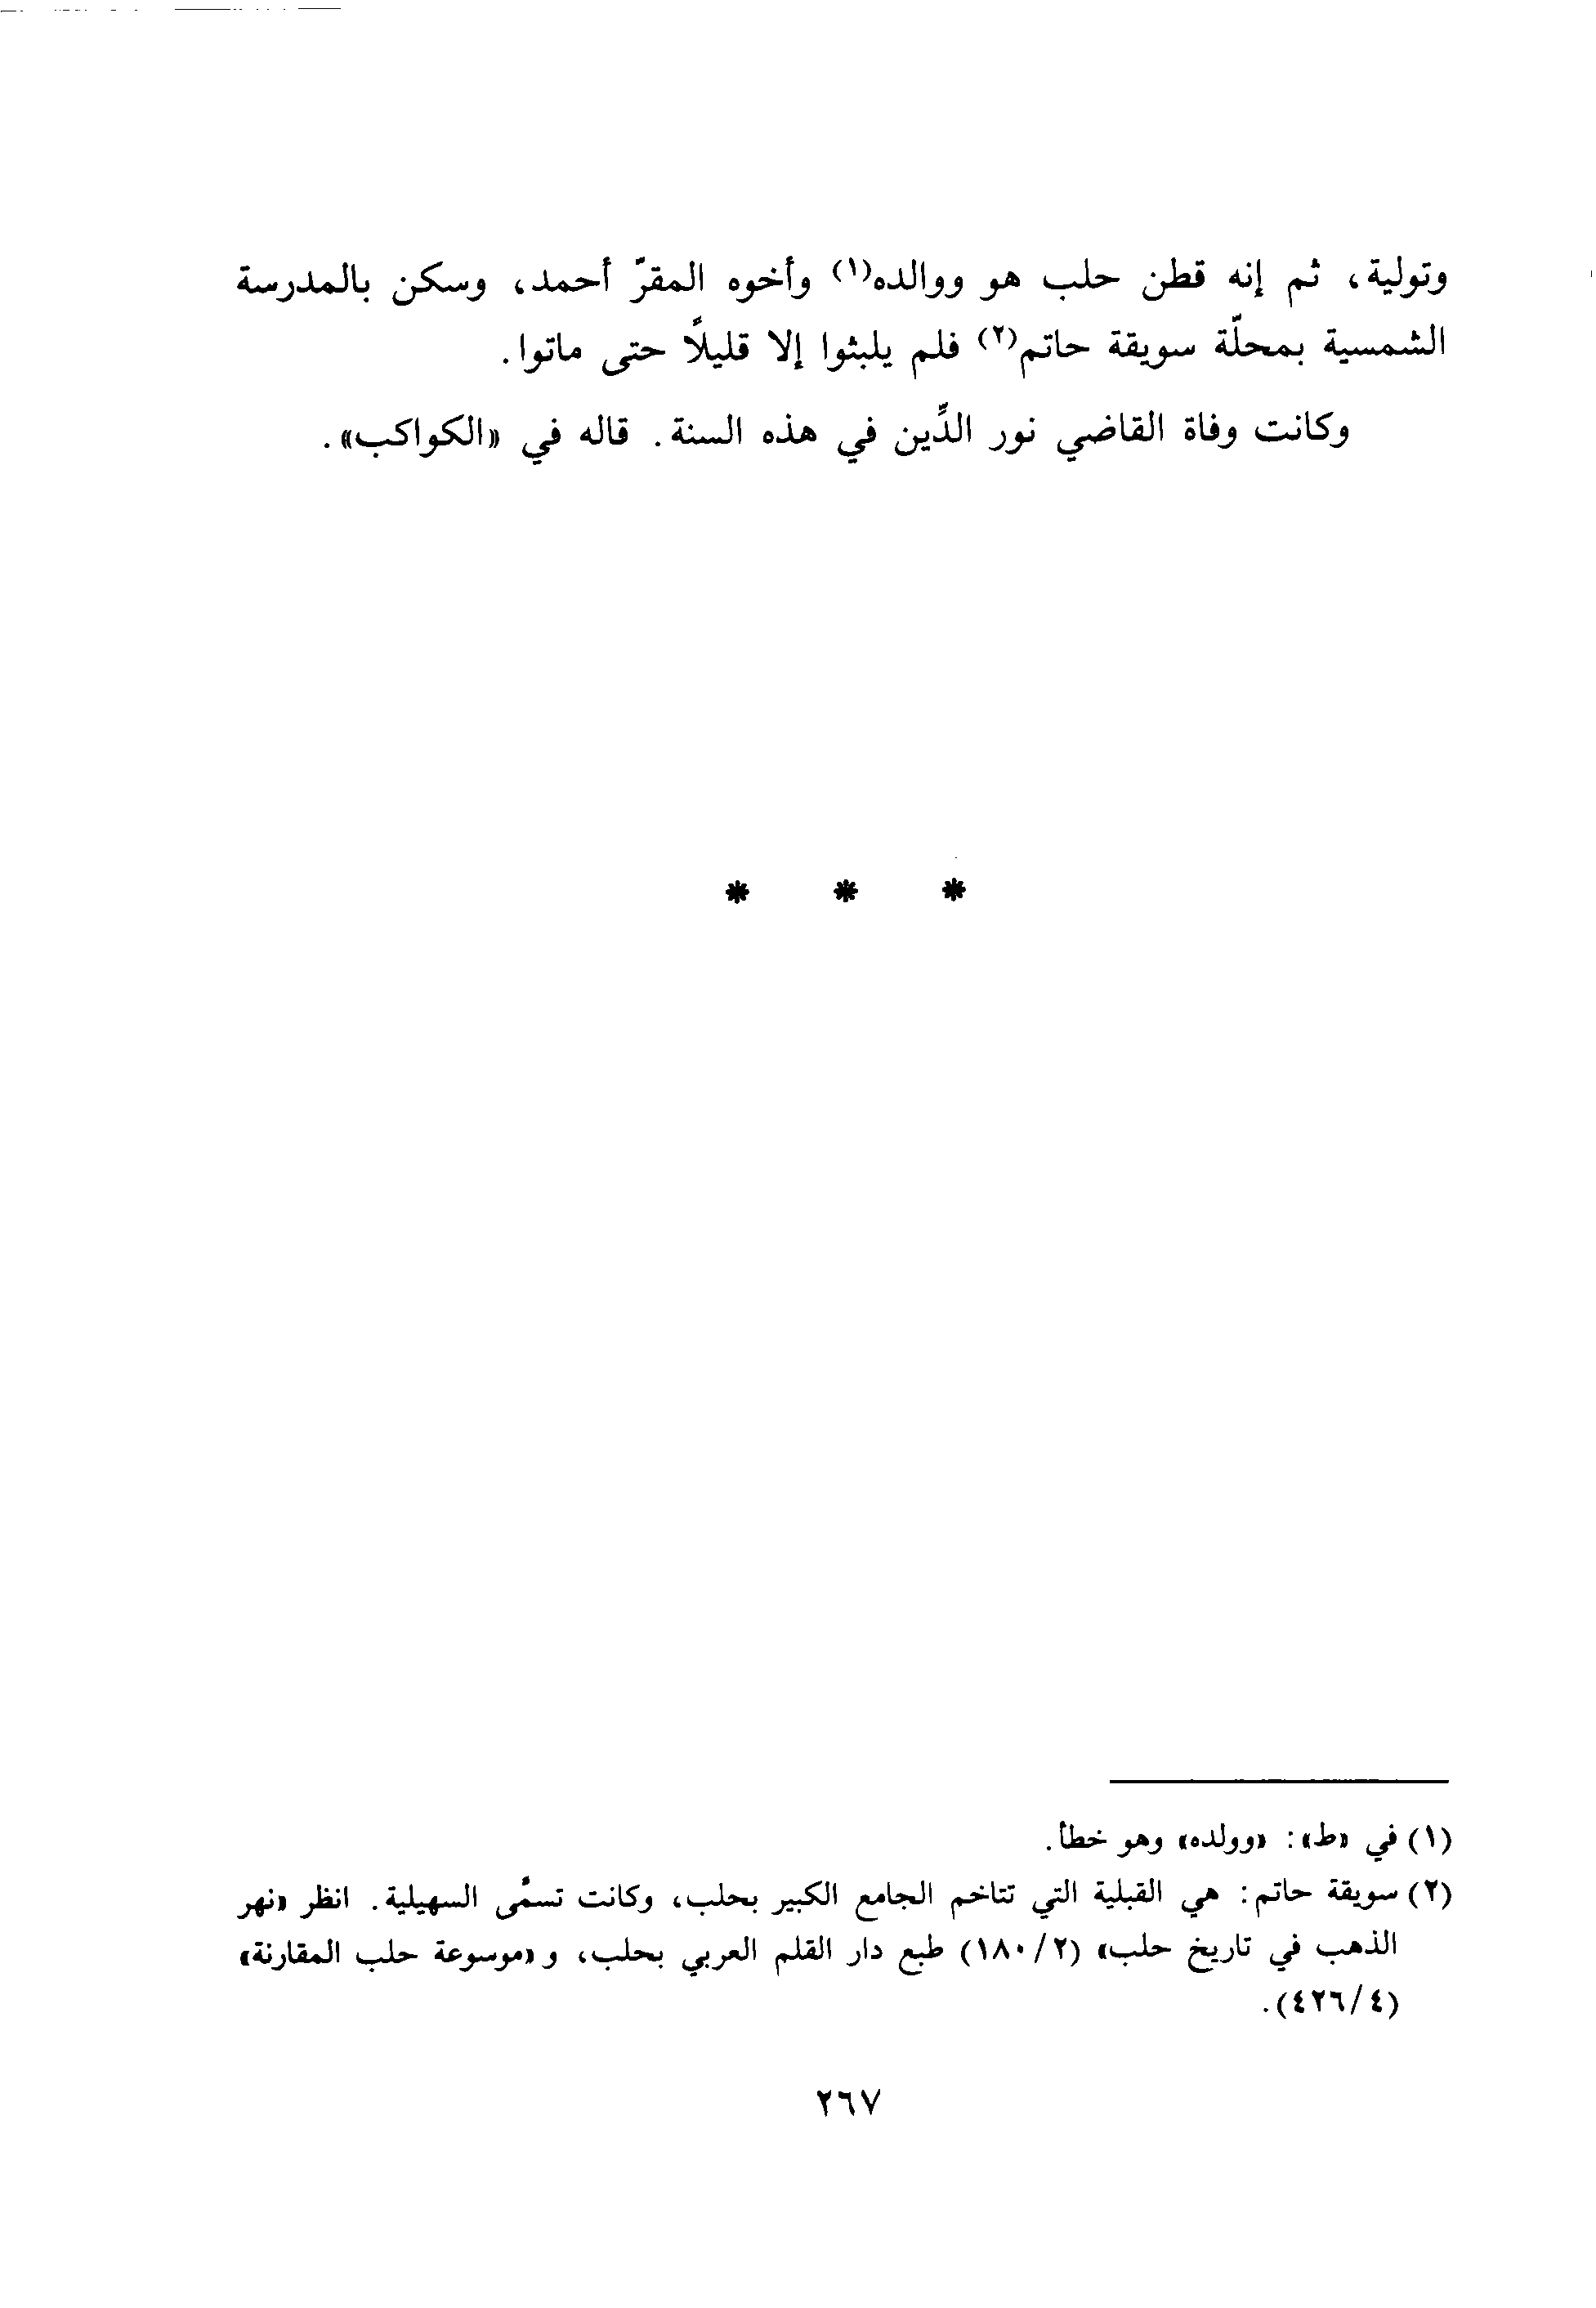 وتولية، ثم إنه قطن حلب هو ووالده(١) وأخوه المقرّ أحمد، وسكن بالمدرسة
الشمسية بمحلّة سويقة حاتم(٢) فلم يلبثوا إلا قليلاً حتى ماتوا.
وكانت وفاة القاضي نور الدِّين في هذه السنة. قاله في «الكواكب».
* * *
(١) في «ط»: «وولده» وهو خطأ.
(٢) سويقة حاتم: هي القبلية التي تتاخم الجامع الكبير بحلب، وكانت تسمَّى السهيلية. انظر «نهر
الذهب في تاريخ حلب» (٢/١٨٠) طبع دار القلم العربي بحلب، و «موسوعة حلب المقارنة»
(٤/٤٢٦).
٢٦٧